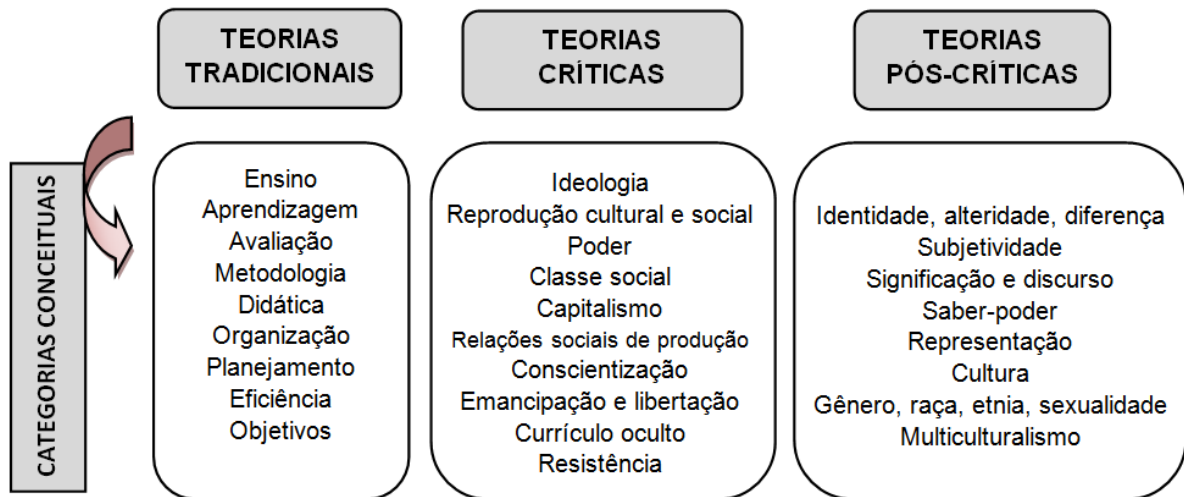 TEORIAS
TRADICIONAIS
TEORIAS
CRÍTICAS
TEORIAS
PÓS-CRÍTICAS
CATEGORIAS CONCEITUAIS
Ensino
Aprendizagem
Avaliação
Metodologia
Didática
Organização
Planejamento
Eficiência
Objetivos
Ideologia
Reprodução cultural e social
Poder
Classe social
Capitalismo
Relações sociais de produção
Conscientização
Emancipação e libertação
Currículo oculto
Resistência
Identidade, alteridade, diferença
Subjetividade
Significação e discurso
Saber-poder
Representação
Cultura
Gênero, raça, etnia, sexualidade
Multiculturalismo